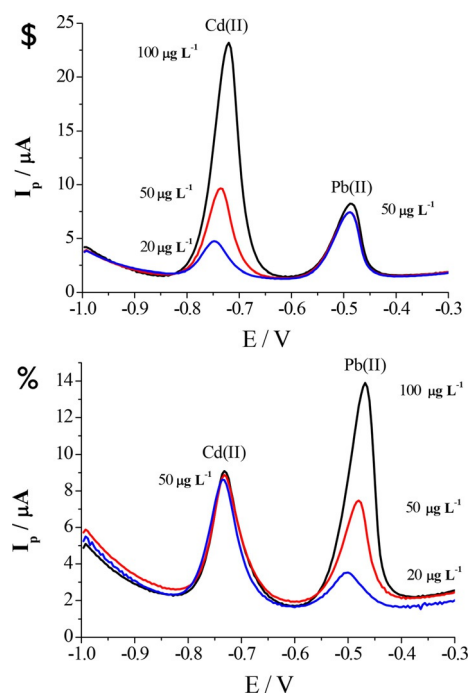 $
Cd(II)
100 µg L-1
50 µg L-1
20 µg L-1
Pb(II)
50 µg L-1
25
20
15
10
5
0
Ip / µA
-1.0 -0.9 -0.8 -0.7 -0.6 -0.5 -0.4 -0.3
E / V
%
Pb(II)
100 µg L-1
Cd(II)
50 µg L-1
50 µg L-1
20 µg L-1
14
12
10
8
6
4
2
0
Ip / µA
-1.0 -0.9 -0.8 -0.7 -0.6 -0.5 -0.4 -0.3
E / V